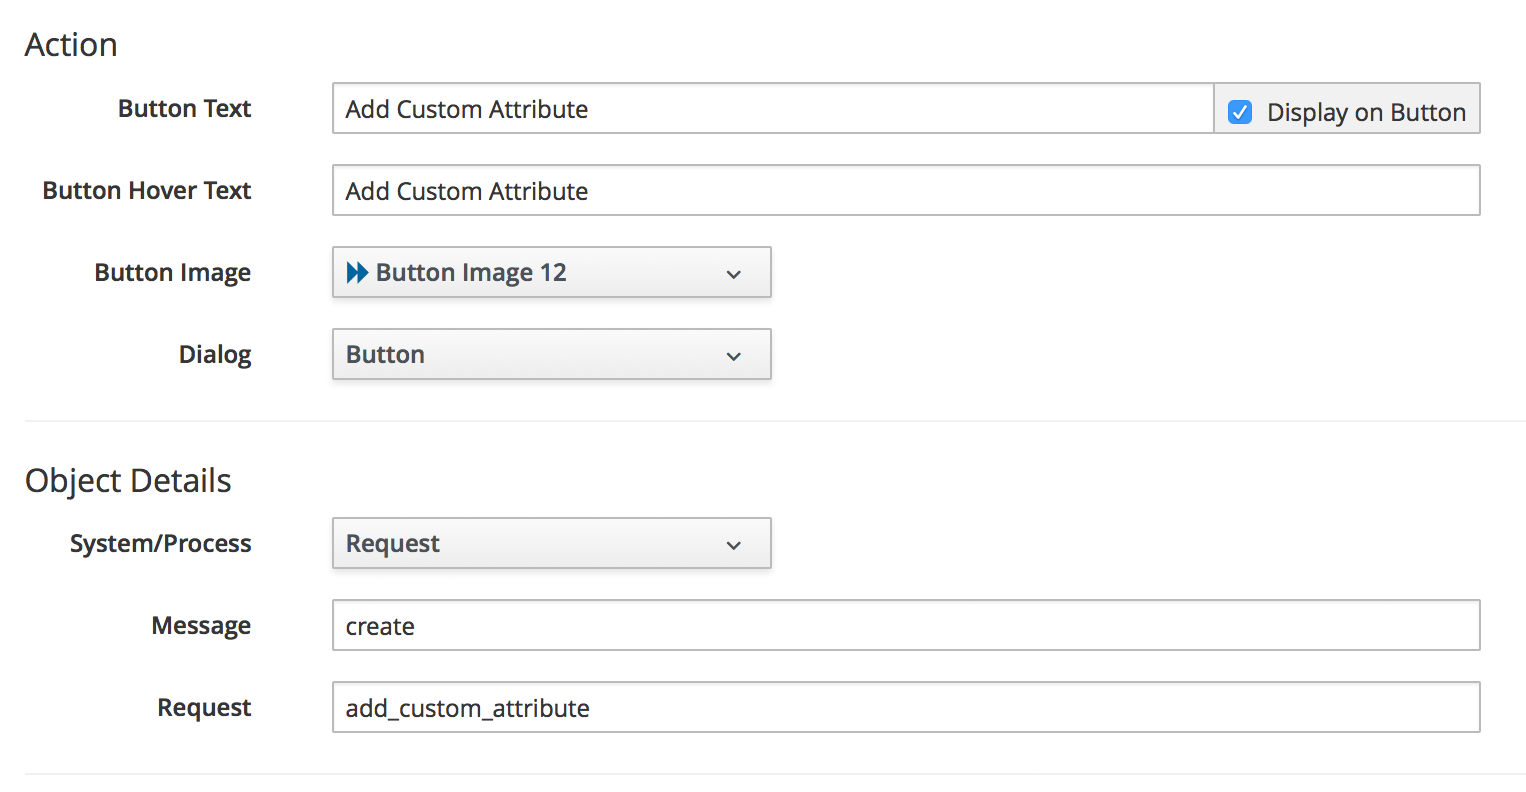 Action
Button Text Add Custom Attribute Display on Button
Button Hover Text Add Custom Attribute
Button Image Button Image 12
Dialog Button
Object Details
System/Process Request
Message create
Request add_custom_attribute